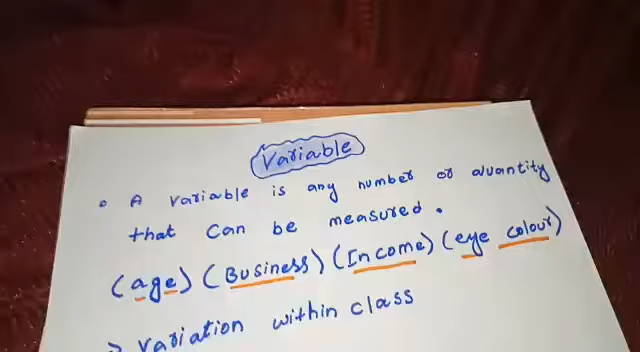 Variable
• A variable is any number or quantity
that can be measured.
(age) (Business) (Income) (eye colour)
→ Variation within class